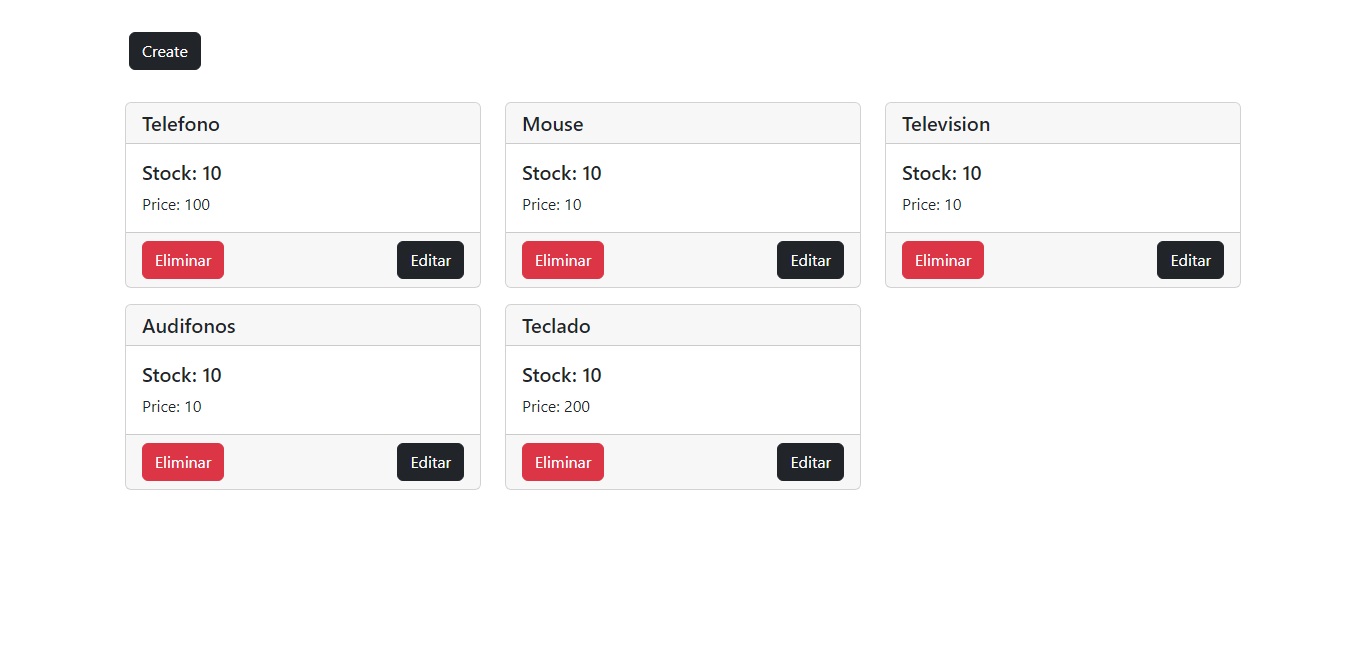 Create
Telefono
Stock: 10
Price: 100
Eliminar
Editar
Mouse
Stock: 10
Price: 10
Eliminar
Editar
Television
Stock: 10
Price: 10
Eliminar
Editar
Audifonos
Stock: 10
Price: 10
Eliminar
Editar
Teclado
Stock: 10
Price: 200
Eliminar
Editar